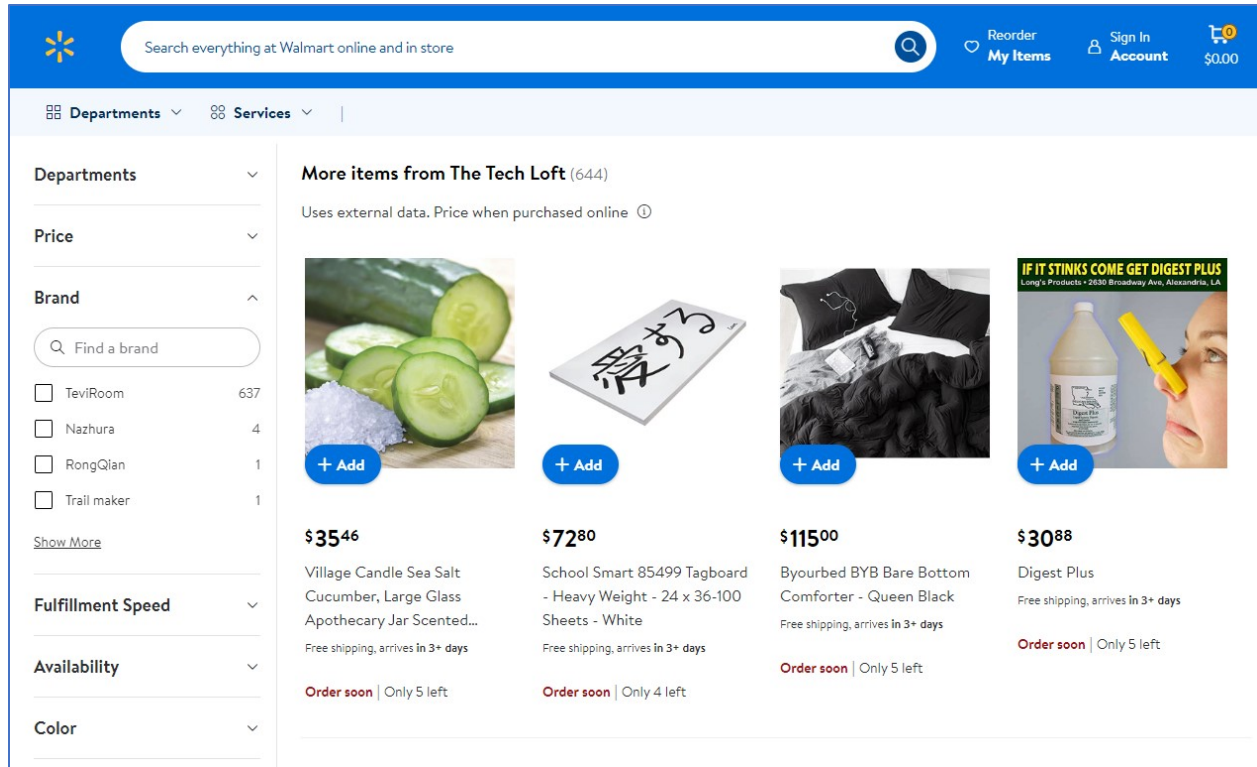 Search everything at Walmart online and in store
Reorder
My Items
Sign In
Account
0
$0.00
Departments
Services
Departments
Price
Brand
Find a brand
TeviRoom 637
Nazhura 4
RongQian 1
Trail maker 1
Show More
Fulfillment Speed
Availability
Color
More items from The Tech Loft (644)
Uses external data. Price when purchased online
+ Add
$3546
Village Candle Sea Salt
Cucumber, Large Glass
Apothecary Jar Scented...
Free shipping, arrives in 3+ days
Order soon | Only 5 left
愛する
+ Add
$7280
School Smart 85499 Tagboard
- Heavy Weight - 24 x 36-100
Sheets - White
Free shipping, arrives in 3+ days
Order soon | Only 4 left
+ Add
$11500
Byourbed BYB Bare Bottom
Comforter - Queen Black
Free shipping, arrives in 3+ days
Order soon | Only 5 left
IF IT STINKS COME GET DIGEST PLUS
Long's Products • 2630 Broadway Ave, Alexandria, LA
Digest Plus
+ Add
$3088
Digest Plus
Free shipping, arrives in 3+ days
Order soon | Only 5 left